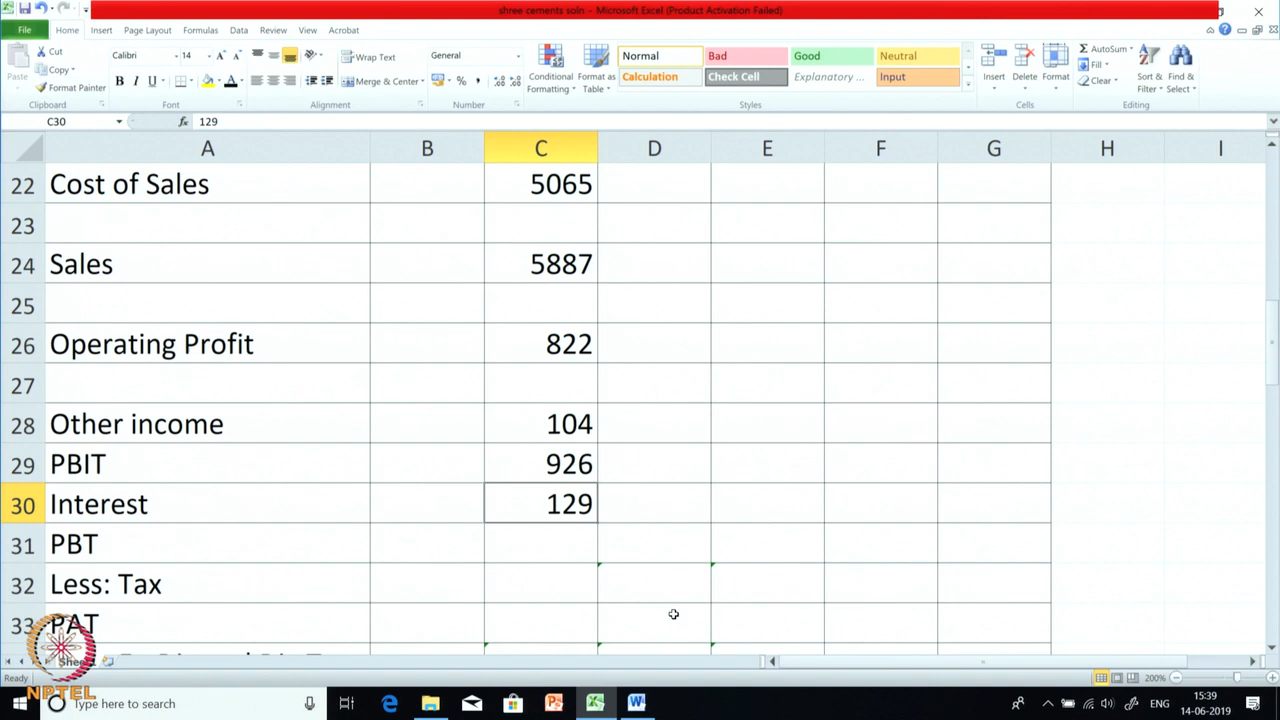 shree cements soln - Microsoft Excel (Product Activation Failed)
File Home Insert Page Layout Formulas Data Review View Acrobat
Cut
Copy
Format Painter
Paste
Clipboard
Calibri 14
B I U
Font
Wrap Text
Merge & Center
Alignment
General
Number
Conditional Formatting
Format as Table
Normal Bad Good Neutral
Calculation Check Cell Explanatory ... Input
Styles
Insert Delete Format
Cells
AutoSum
Fill
Clear
Sort & Filter
Find & Select
Editing
C30 fx 129
A B C D E F G H I
22 Cost of Sales 5065
23
24 Sales 5887
25
26 Operating Profit 822
27
28 Other income 104
29 PBIT 926
30 Interest 129
31 PBT
32 Less: Tax
33 PAT
Ready 200%
NPTEL
Type here to search
ENG
15:39
14-06-2019